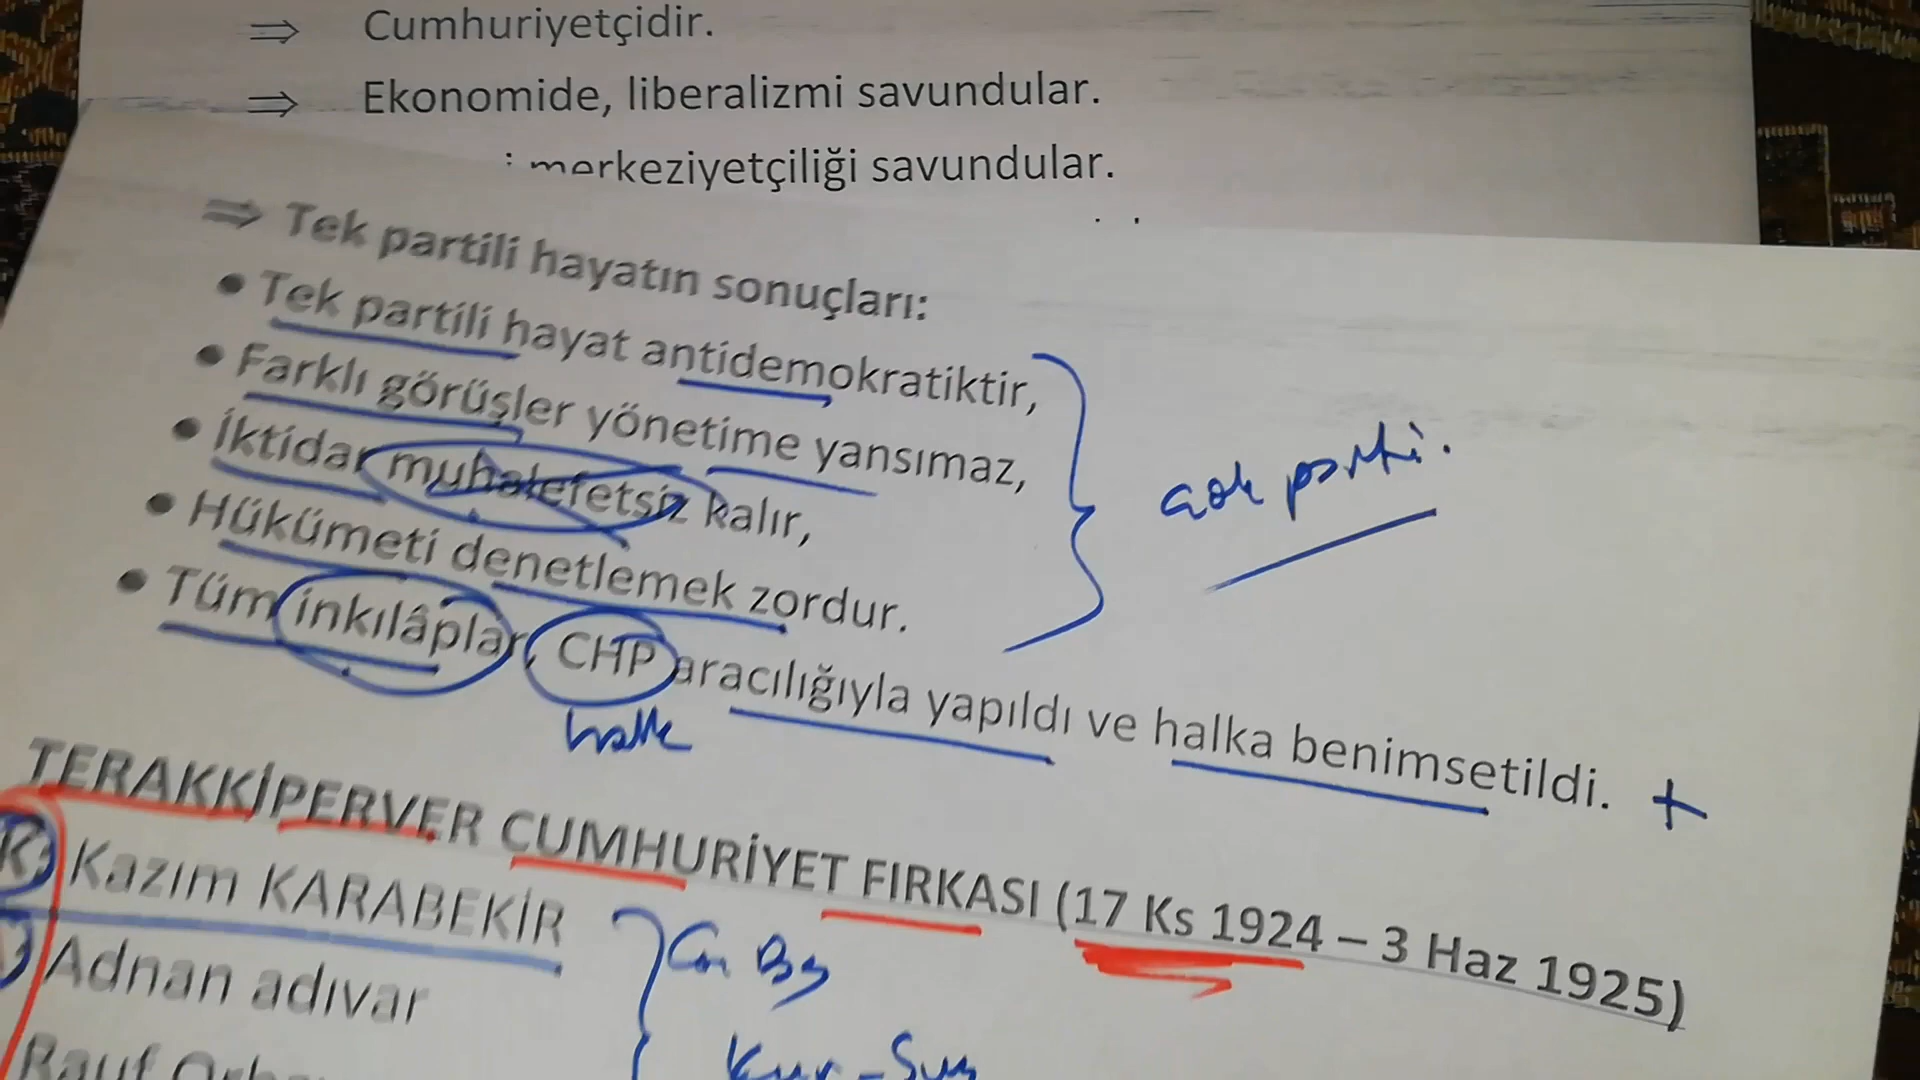 ⇒ Cumhuriyetçidir.
⇒ Ekonomide, liberalizmi savundular.
merkeziyetçiliği savundular.
⇒ Tek partili hayatın sonuçları:
• Tek partili hayat antidemokratiktir,
• Farklı görüşler yönetime yansımaz,
• İktidar muhalefetsiz kalır,
çok parti.
• Hükümeti denetlemek zordur.
• Tüm inkılâplar, CHP aracılığıyla yapıldı ve halka benimsetildi. +
halk
TERAKKİPERVER CUMHURİYET FIRKASI (17 Ks 1924 – 3 Haz 1925)
Kazım KARABEKİR
Adnan adıvar
Rauf